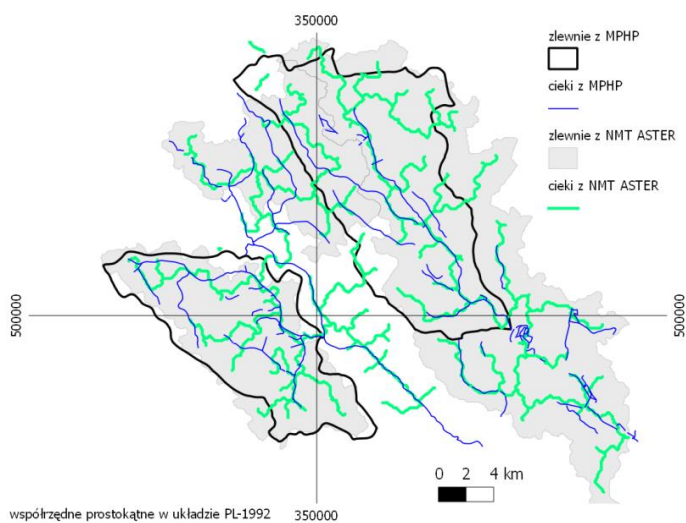 350000
zlewnie z MPHP
cieki z MPHP
zlewnie z NMT ASTER
cieki z NMT ASTER
500000
500000
0 2 4 km
współrzędne prostokątne w układzie PL-1992
350000